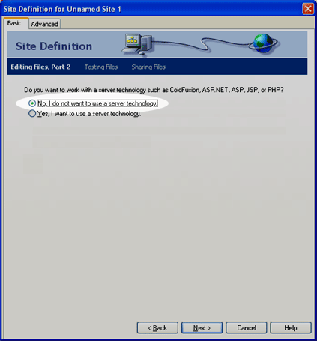 Site Definition for Unnamed Site 1
Basic Advanced
Site Definition
Editing Files, Part 2 Testing Files Sharing Files
Do you want to work with a server technology such as ColdFusion, ASP.NET, ASP, JSP, or PHP?
No, I do not want to use a server technology.
Yes, I want to use a server technology.
< Back Next > Cancel Help